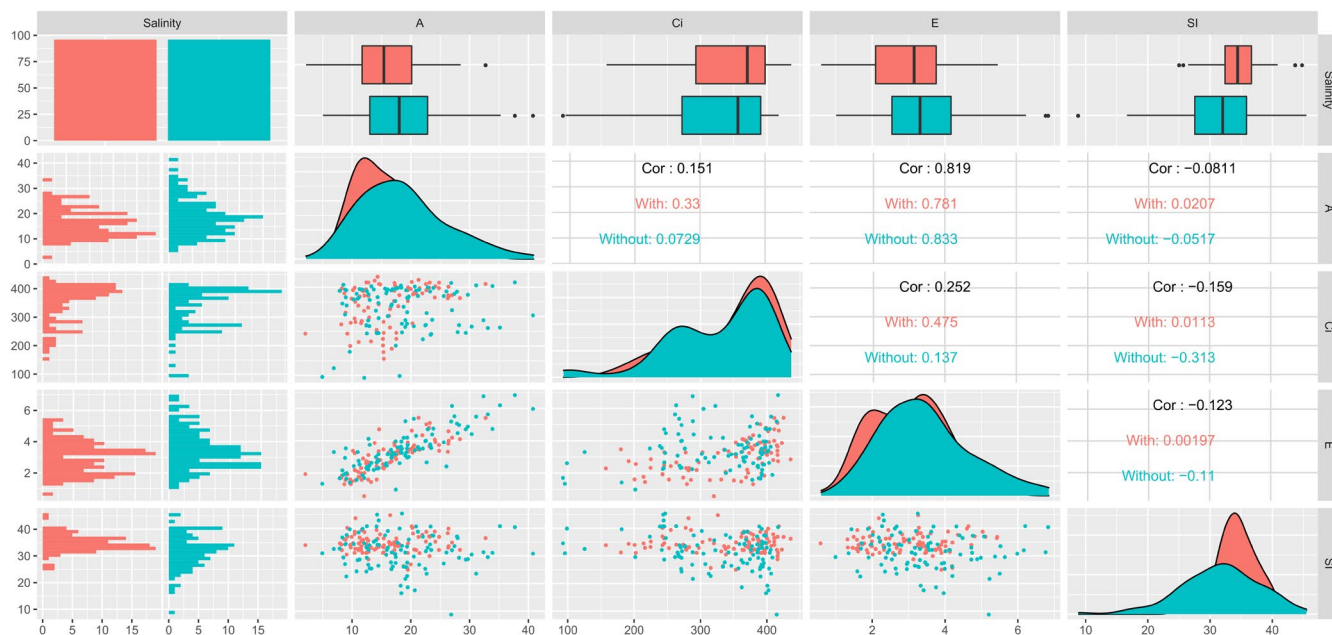 Salinity A Ci E SI
100
75
50
25
0
Salinity
40
30
20
10
0
Cor : 0.151 Cor : 0.819 Cor : −0.0811
With: 0.33 With: 0.781 With: 0.0207
Without: 0.0729 Without: 0.833 Without: −0.0517
A
400
300
200
100
Cor : 0.252 Cor : −0.159
With: 0.475 With: 0.0113
Without: 0.137 Without: −0.313
Ci
6
4
2
Cor : −0.123
With: 0.00197
Without: −0.11
E
40
30
20
10
SI
0 5 10 15 0 5 10 15 10 20 30 40 100 200 300 400 2 4 6 10 20 30 40